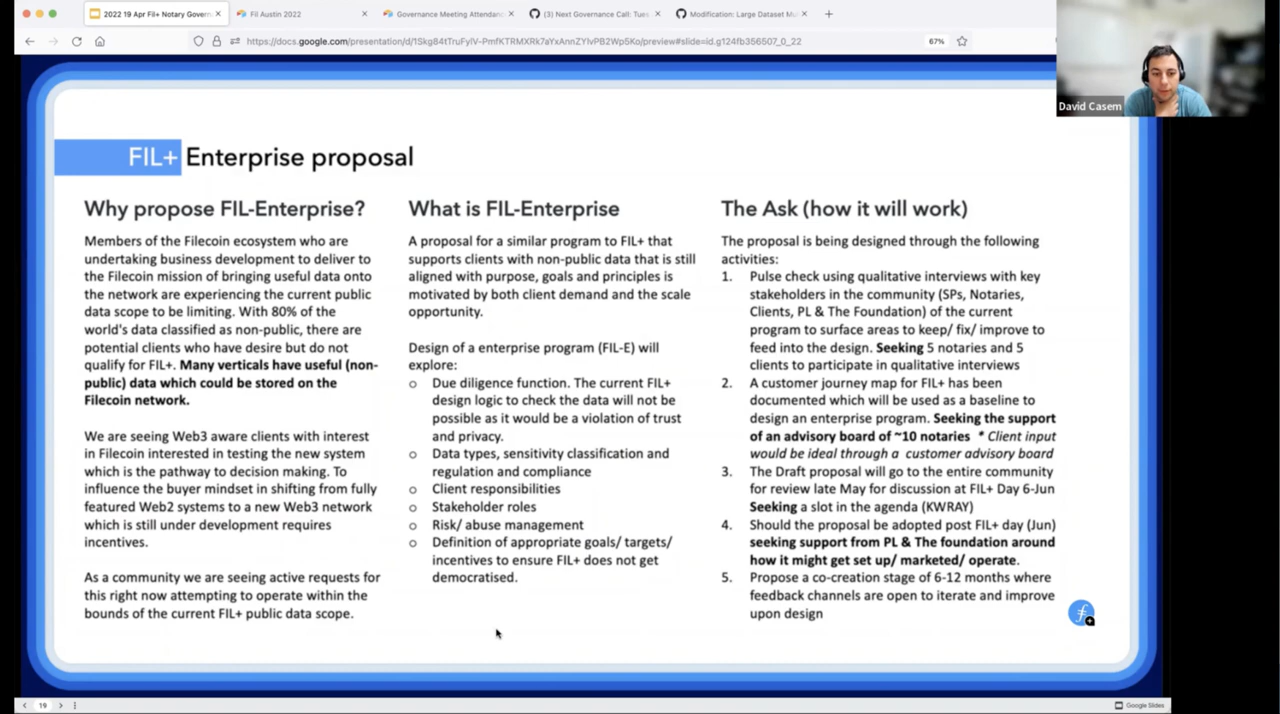 2022 19 Apr Fil+ Notary Govern
Fil Austin 2022
Governance Meeting Attendanc
(3) Next Governance Call: Tues
Modification: Large Dataset Mu
https://docs.google.com/presentation/d/1Skg84tTruFyIV-PmfKTRMXRk7aYxAnnZYlvPB2Wp5Ko/preview#slide=id.g124fb356507_0_22
67%
David Casem
FIL+ Enterprise proposal
Why propose FIL-Enterprise?
Members of the Filecoin ecosystem who are
undertaking business development to deliver to
the Filecoin mission of bringing useful data onto
the network are experiencing the current public
data scope to be limiting. With 80% of the
world's data classified as non-public, there are
potential clients who have desire but do not
qualify for FIL+. Many verticals have useful (non-
public) data which could be stored on the
Filecoin network.
We are seeing Web3 aware clients with interest
in Filecoin interested in testing the new system
which is the pathway to decision making. To
influence the buyer mindset in shifting from fully
featured Web2 systems to a new Web3 network
which is still under development requires
incentives.
As a community we are seeing active requests for
this right now attempting to operate within the
bounds of the current FIL+ public data scope.
What is FIL-Enterprise
A proposal for a similar program to FIL+ that
supports clients with non-public data that is still
aligned with purpose, goals and principles is
motivated by both client demand and the scale
opportunity.
Design of a enterprise program (FIL-E) will
explore:
o Due diligence function. The current FIL+
design logic to check the data will not be
possible as it would be a violation of trust
and privacy.
o Data types, sensitivity classification and
regulation and compliance
o Client responsibilities
o Stakeholder roles
o Risk/ abuse management
o Definition of appropriate goals/ targets/
incentives to ensure FIL+ does not get
democratised.
The Ask (how it will work)
The proposal is being designed through the following
activities:
1. Pulse check using qualitative interviews with key
stakeholders in the community (SPs, Notaries,
Clients, PL & The Foundation) of the current
program to surface areas to keep/ fix/ improve to
feed into the design. Seeking 5 notaries and 5
clients to participate in qualitative interviews
2. A customer journey map for FIL+ has been
documented which will be used as a baseline to
design an enterprise program. Seeking the support
of an advisory board of ~10 notaries * Client input
would be ideal through a customer advisory board
3. The Draft proposal will go to the entire community
for review late May for discussion at FIL+ Day 6-Jun
Seeking a slot in the agenda (KWRAY)
4. Should the proposal be adopted post FIL+ day (Jun)
seeking support from PL & The foundation around
how it might get set up/ marketed/ operate.
5. Propose a co-creation stage of 6-12 months where
feedback channels are open to iterate and improve
upon design
19
Google Slides